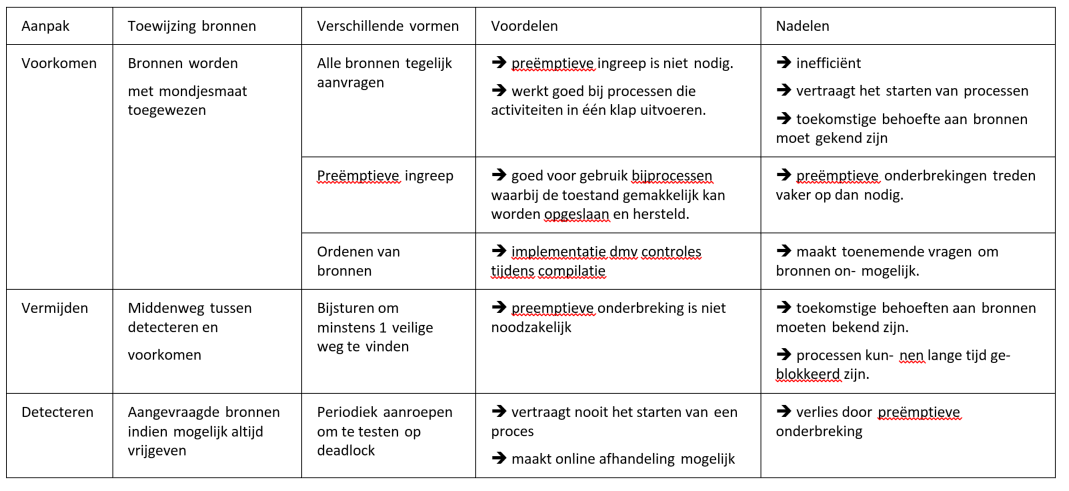 Aanpak
Toewijzing bronnen
Verschillende vormen
Voordelen
Nadelen
Voorkomen
Bronnen worden
met mondjesmaat
toegewezen
Alle bronnen tegelijk
aanvragen
➔ preëmptieve ingreep is niet nodig.
➔ werkt goed bij processen die
activiteiten in één klap uitvoeren.
➔ inefficiënt
➔ vertraagt het starten van processen
➔ toekomstige behoefte aan bronnen
moet gekend zijn
Preëmptieve ingreep
➔ goed voor gebruik bijprocessen
waarbij de toestand gemakkelijk kan
worden opgeslaan en hersteld.
➔ preëmptieve onderbrekingen treden
vaker op dan nodig.
Ordenen van
bronnen
➔ implementatie dmv controles
tijdens compilatie
➔ maakt toenemende vragen om
bronnen on- mogelijk.
Vermijden
Middenweg tussen
detecteren en
voorkomen
Bijsturen om
minstens 1 veilige
weg te vinden
➔ preemptieve onderbreking is niet
noodzakelijk
➔ toekomstige behoeften aan bronnen
moeten bekend zijn.
➔ processen kun- nen lange tijd ge-
blokkeerd zijn.
Detecteren
Aangevraagde bronnen
indien mogelijk altijd
vrijgeven
Periodiek aanroepen
om te testen op
deadlock
➔ vertraagt nooit het starten van een
proces
➔ maakt online afhandeling mogelijk
➔ verlies door preëmptieve
onderbreking